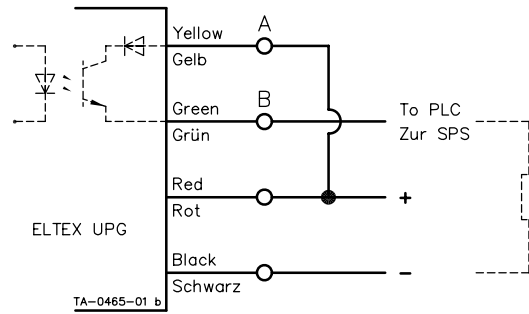 Yellow
A
Gelb
Green
B
Grün
To PLC
Zur SPS
Red
Rot
+
ELTEX UPG
Black
Schwarz
-
TA-0465-01 b